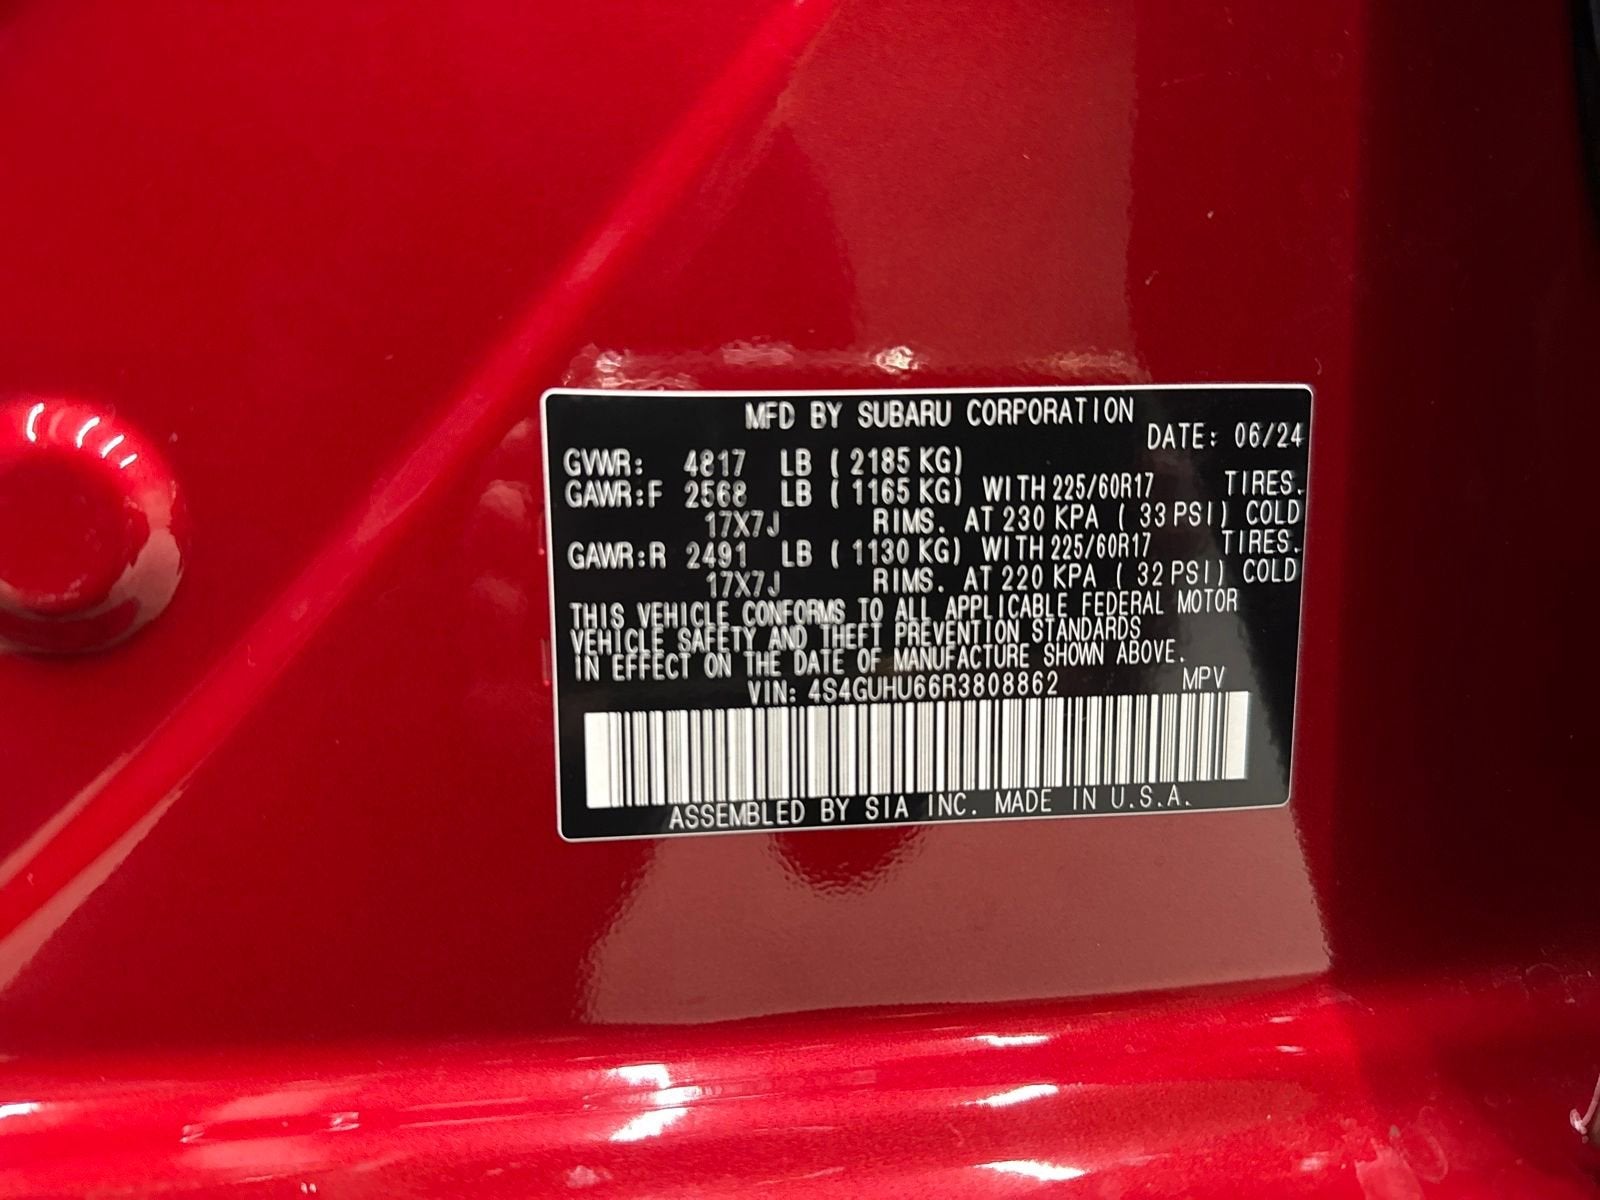 MFD BY SUBARU CORPORATION
DATE: 06/24
GVWR: 4817 LB ( 2185 KG)
GAWR:F 2568 LB ( 1165 KG) WITH 225/60R17 TIRES.
17X7J RIMS. AT 230 KPA ( 33 PSI) COLD
GAWR:R 2491 LB ( 1130 KG) WITH 225/60R17 TIRES.
17X7J RIMS. AT 220 KPA ( 32 PSI) COLD
THIS VEHICLE CONFORMS TO ALL APPLICABLE FEDERAL MOTOR
VEHICLE SAFETY AND THEFT PREVENTION STANDARDS
IN EFFECT ON THE DATE OF MANUFACTURE SHOWN ABOVE.
VIN: 4S4GUHU66R3808862 MPV
ASSEMBLED BY SIA INC. MADE IN U.S.A.